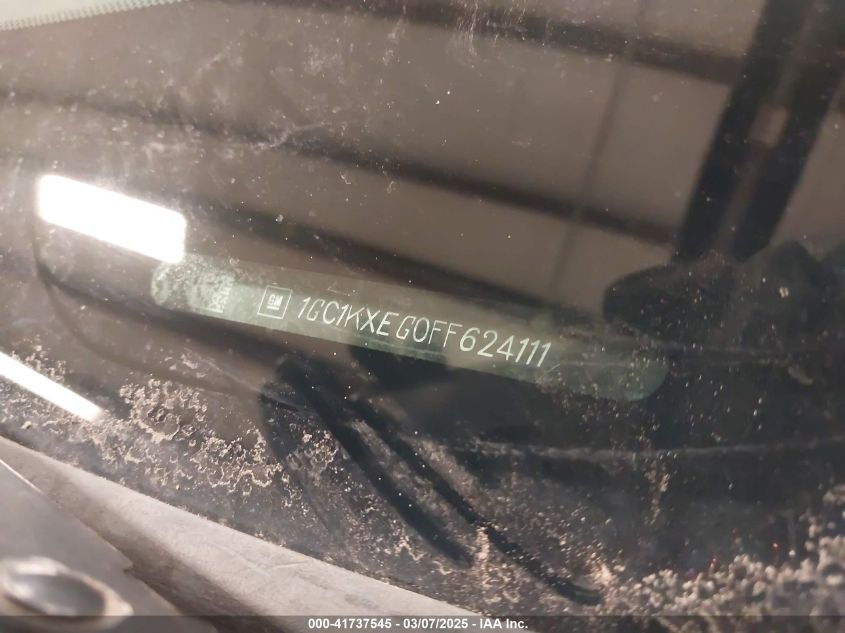 GM 1GC1KXEG0FF624111
000-41737545 - 03/07/2025 - IAA Inc.